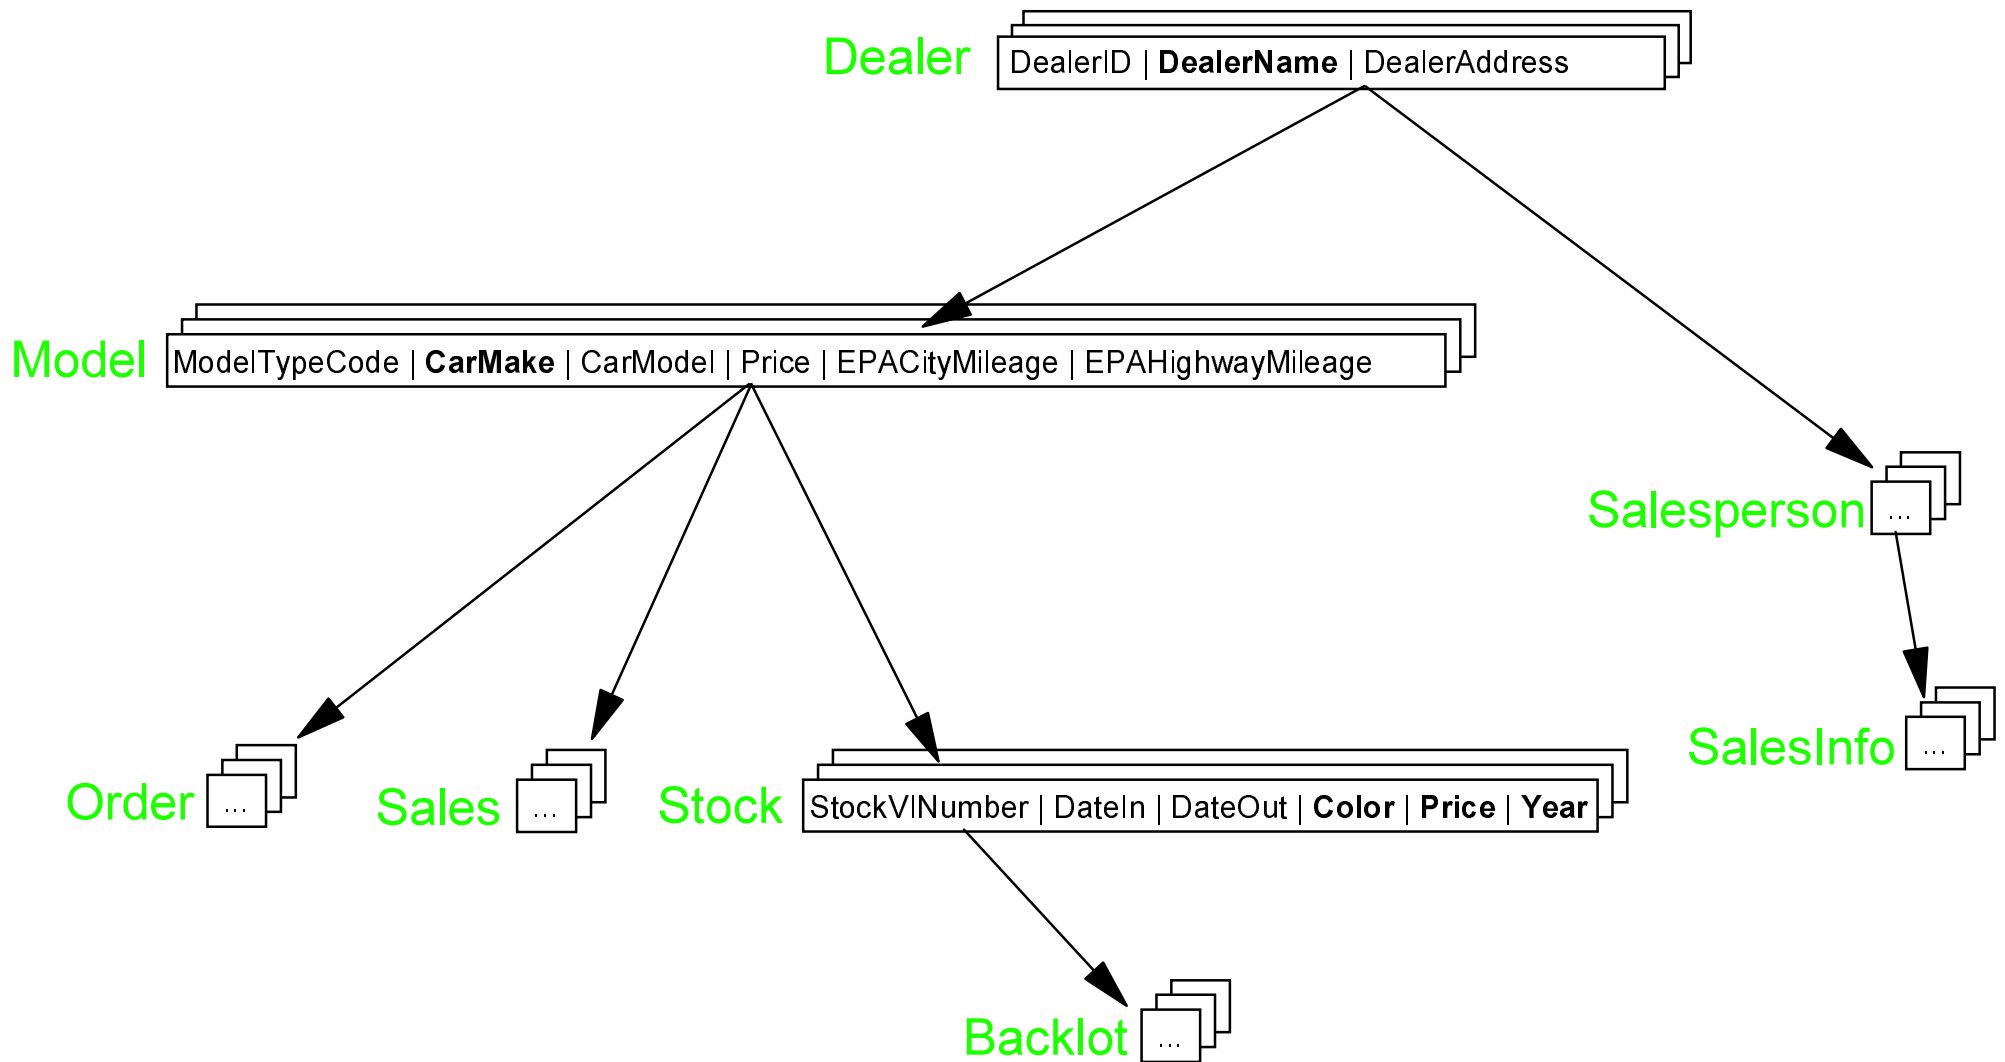 Dealer DealerID | DealerName | DealerAddress
Model ModelTypeCode | CarMake | CarModel | Price | EPACityMileage | EPAHighwayMileage
Salesperson ...
SalesInfo ...
Order ...
Sales ...
Stock StockVINumber | DateIn | DateOut | Color | Price | Year
Backlot ...